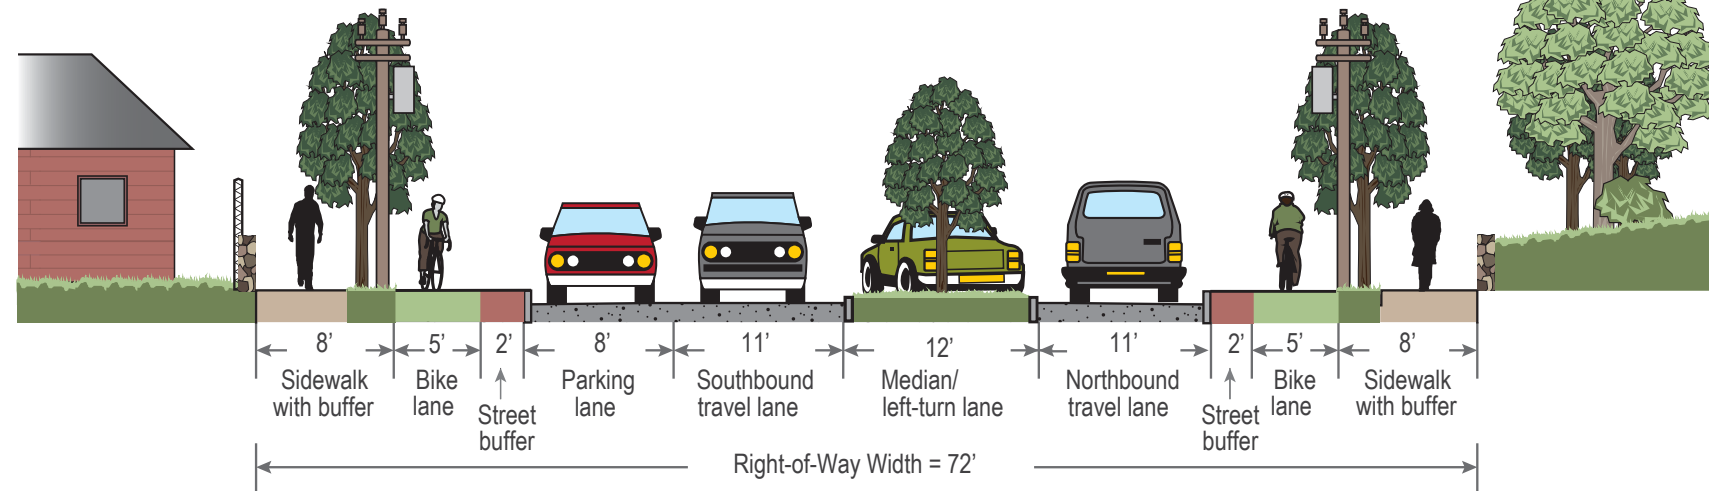 8’
5’
2’
8’
11’
12’
11’
2’
5’
8’
Sidewalk
with buffer
Bike
lane
Street
buffer
Parking
lane
Southbound
travel lane
Median/
left-turn lane
Northbound
travel lane
Street
buffer
Bike
lane
Sidewalk
with buffer
Right-of-Way Width = 72’